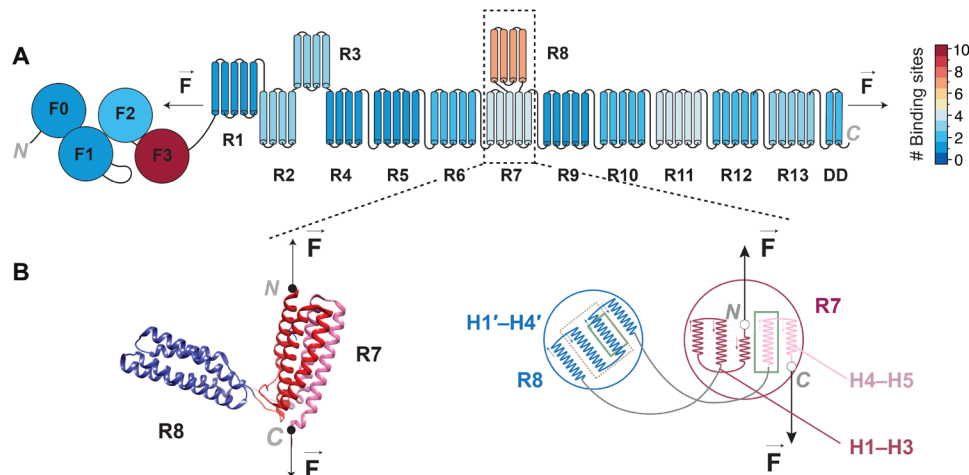 A
F0
F1
F2
F3
N
F
R1
R2
R3
R4
R5
R6
R7
R8
R9
R10
R11
R12
R13
DD
F
C
# Binding sites
10
8
6
4
2
0
B
F
N
R7
R8
C
F
H1′–H4′
R8
F
N
R7
C
H4–H5
H1–H3
F